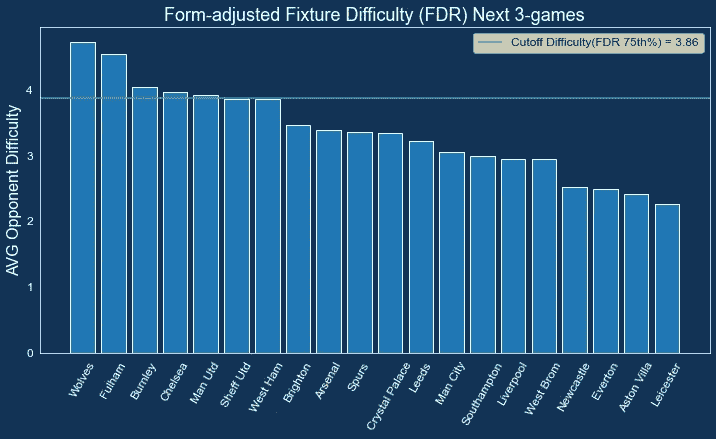 Form-adjusted Fixture Difficulty (FDR) Next 3-games
Cutoff Difficulty(FDR 75th%) = 3.86
AVG Opponent Difficulty
4
3
2
1
0
Wolves
Fulham
Burnley
Chelsea
Man Utd
Sheff Utd
West Ham
Brighton
Arsenal
Spurs
Crystal Palace
Leeds
Man City
Southampton
Liverpool
West Brom
Newcastle
Everton
Aston Villa
Leicester